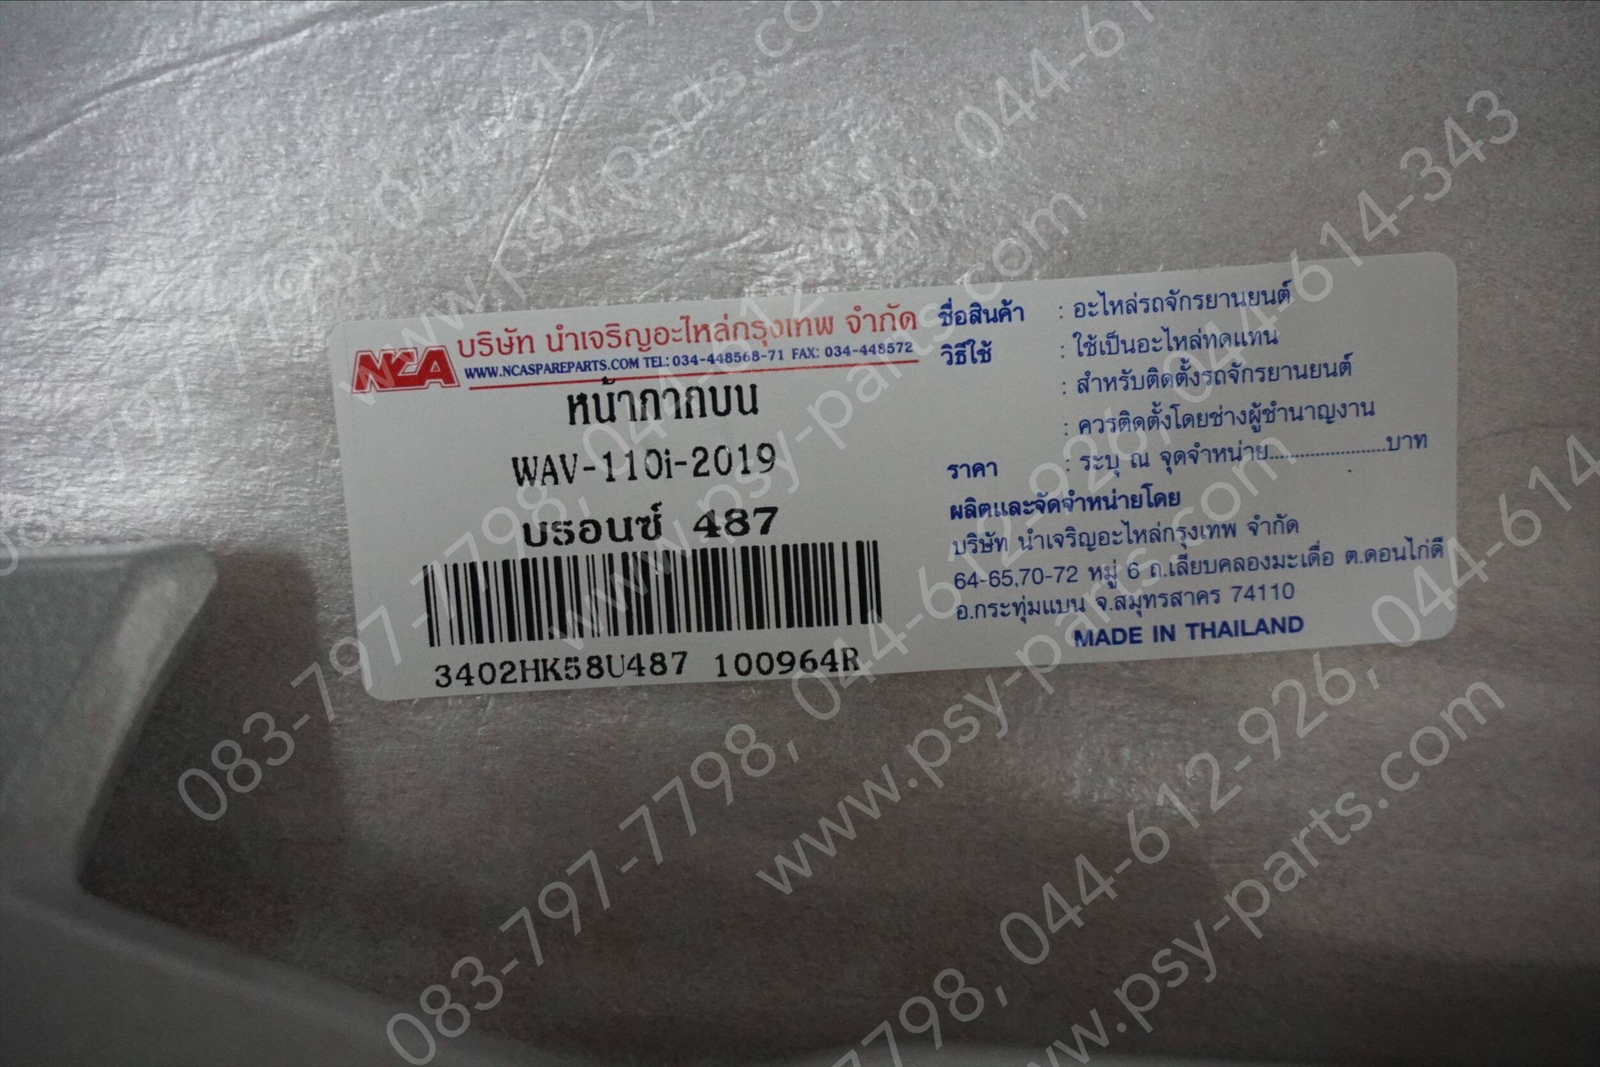 NCA
บริษัท นำเจริญอะไหล่กรุงเทพ จำกัด
WWW.NCASPAREPARTS.COM TEL: 034-448568-71 FAX: 034-448572
หน้ากากบน
WAV-110i-2019
บรอนซ์ 487
3402HK58U487 100964R
ชื่อสินค้า : อะไหล่รถจักรยานยนต์
วิธีใช้ : ใช้เป็นอะไหล่ทดแทน
: สำหรับติดตั้งรถจักรยานยนต์
: ควรติดตั้งโดยช่างผู้ชำนาญงาน
ราคา : ระบุ ณ จุดจำหน่าย......................บาท
ผลิตและจัดจำหน่ายโดย
บริษัท นำเจริญอะไหล่กรุงเทพ จำกัด
64-65,70-72 หมู่ 6 ถ.เลียบคลองมะเดื่อ ต.ดอนไก่ดี
อ.กระทุ่มแบน จ.สมุทรสาคร 74110
MADE IN THAILAND
083-797-7798, 044-612-926, 044-614-343
www.psy-parts.com